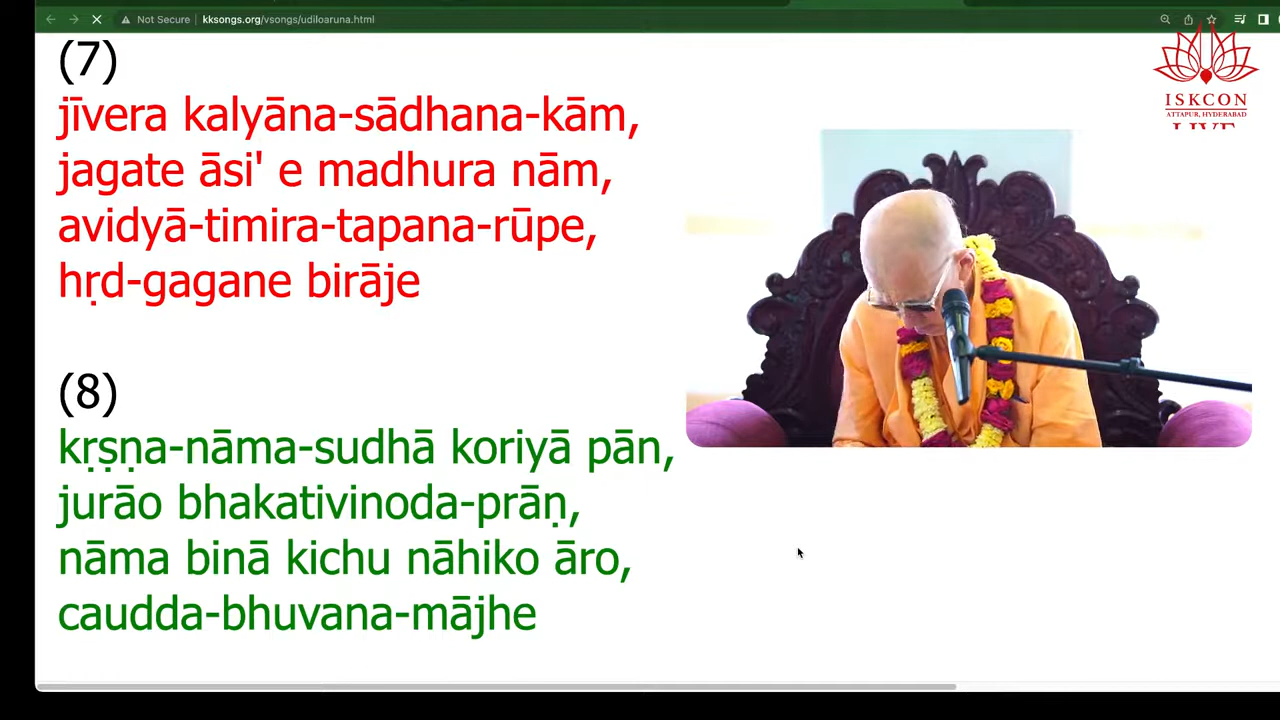 Not Secure kksongs.org/vsongs/udiloaruna.html
(7)
jīvera kalyāna-sādhana-kām,
jagate āsi' e madhura nām,
avidyā-timira-tapana-rūpe,
hṛd-gagane birāje
(8)
kṛṣṇa-nāma-sudhā koriyā pān,
jurāo bhakativinoda-prāṇ,
nāma binā kichu nāhiko āro,
caudda-bhuvana-mājhe
ISKCON
ATTAPUR, HYDERABAD
LIVE